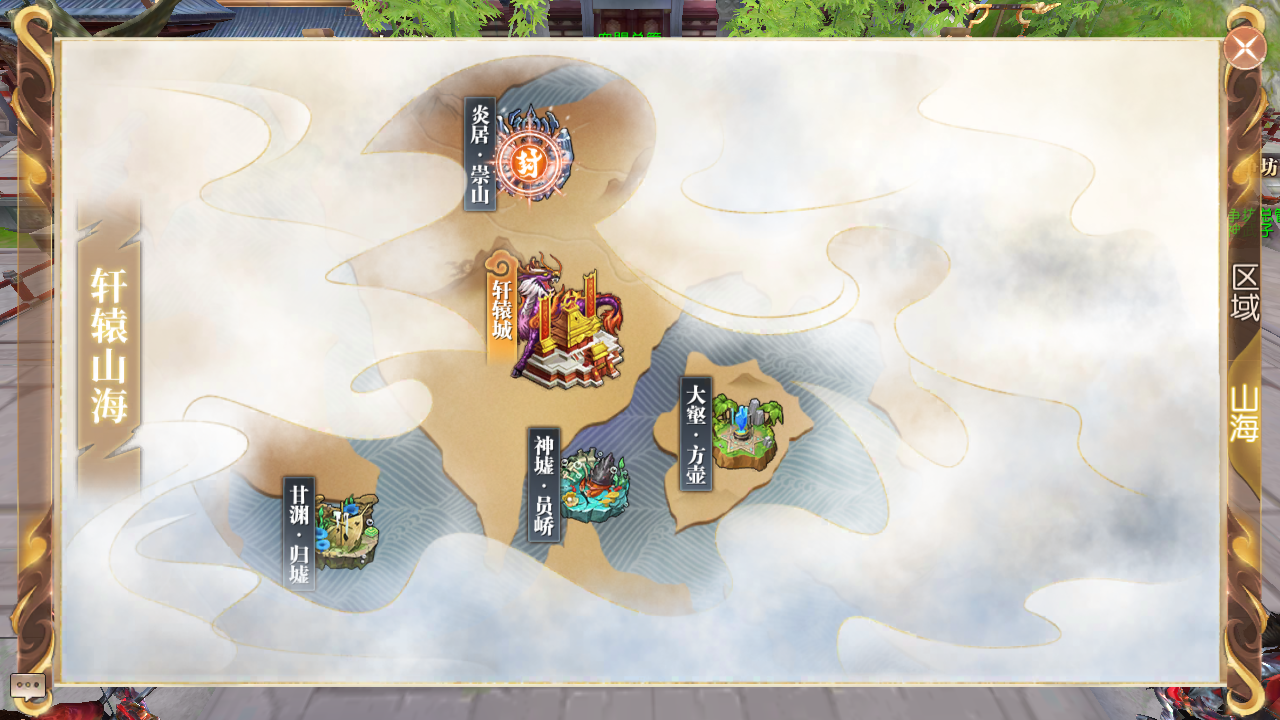 轩辕山海
炎居·崇山
封
轩辕城
大壑·方壶
神墟·员峤
甘渊·归墟
坊
区域
山海